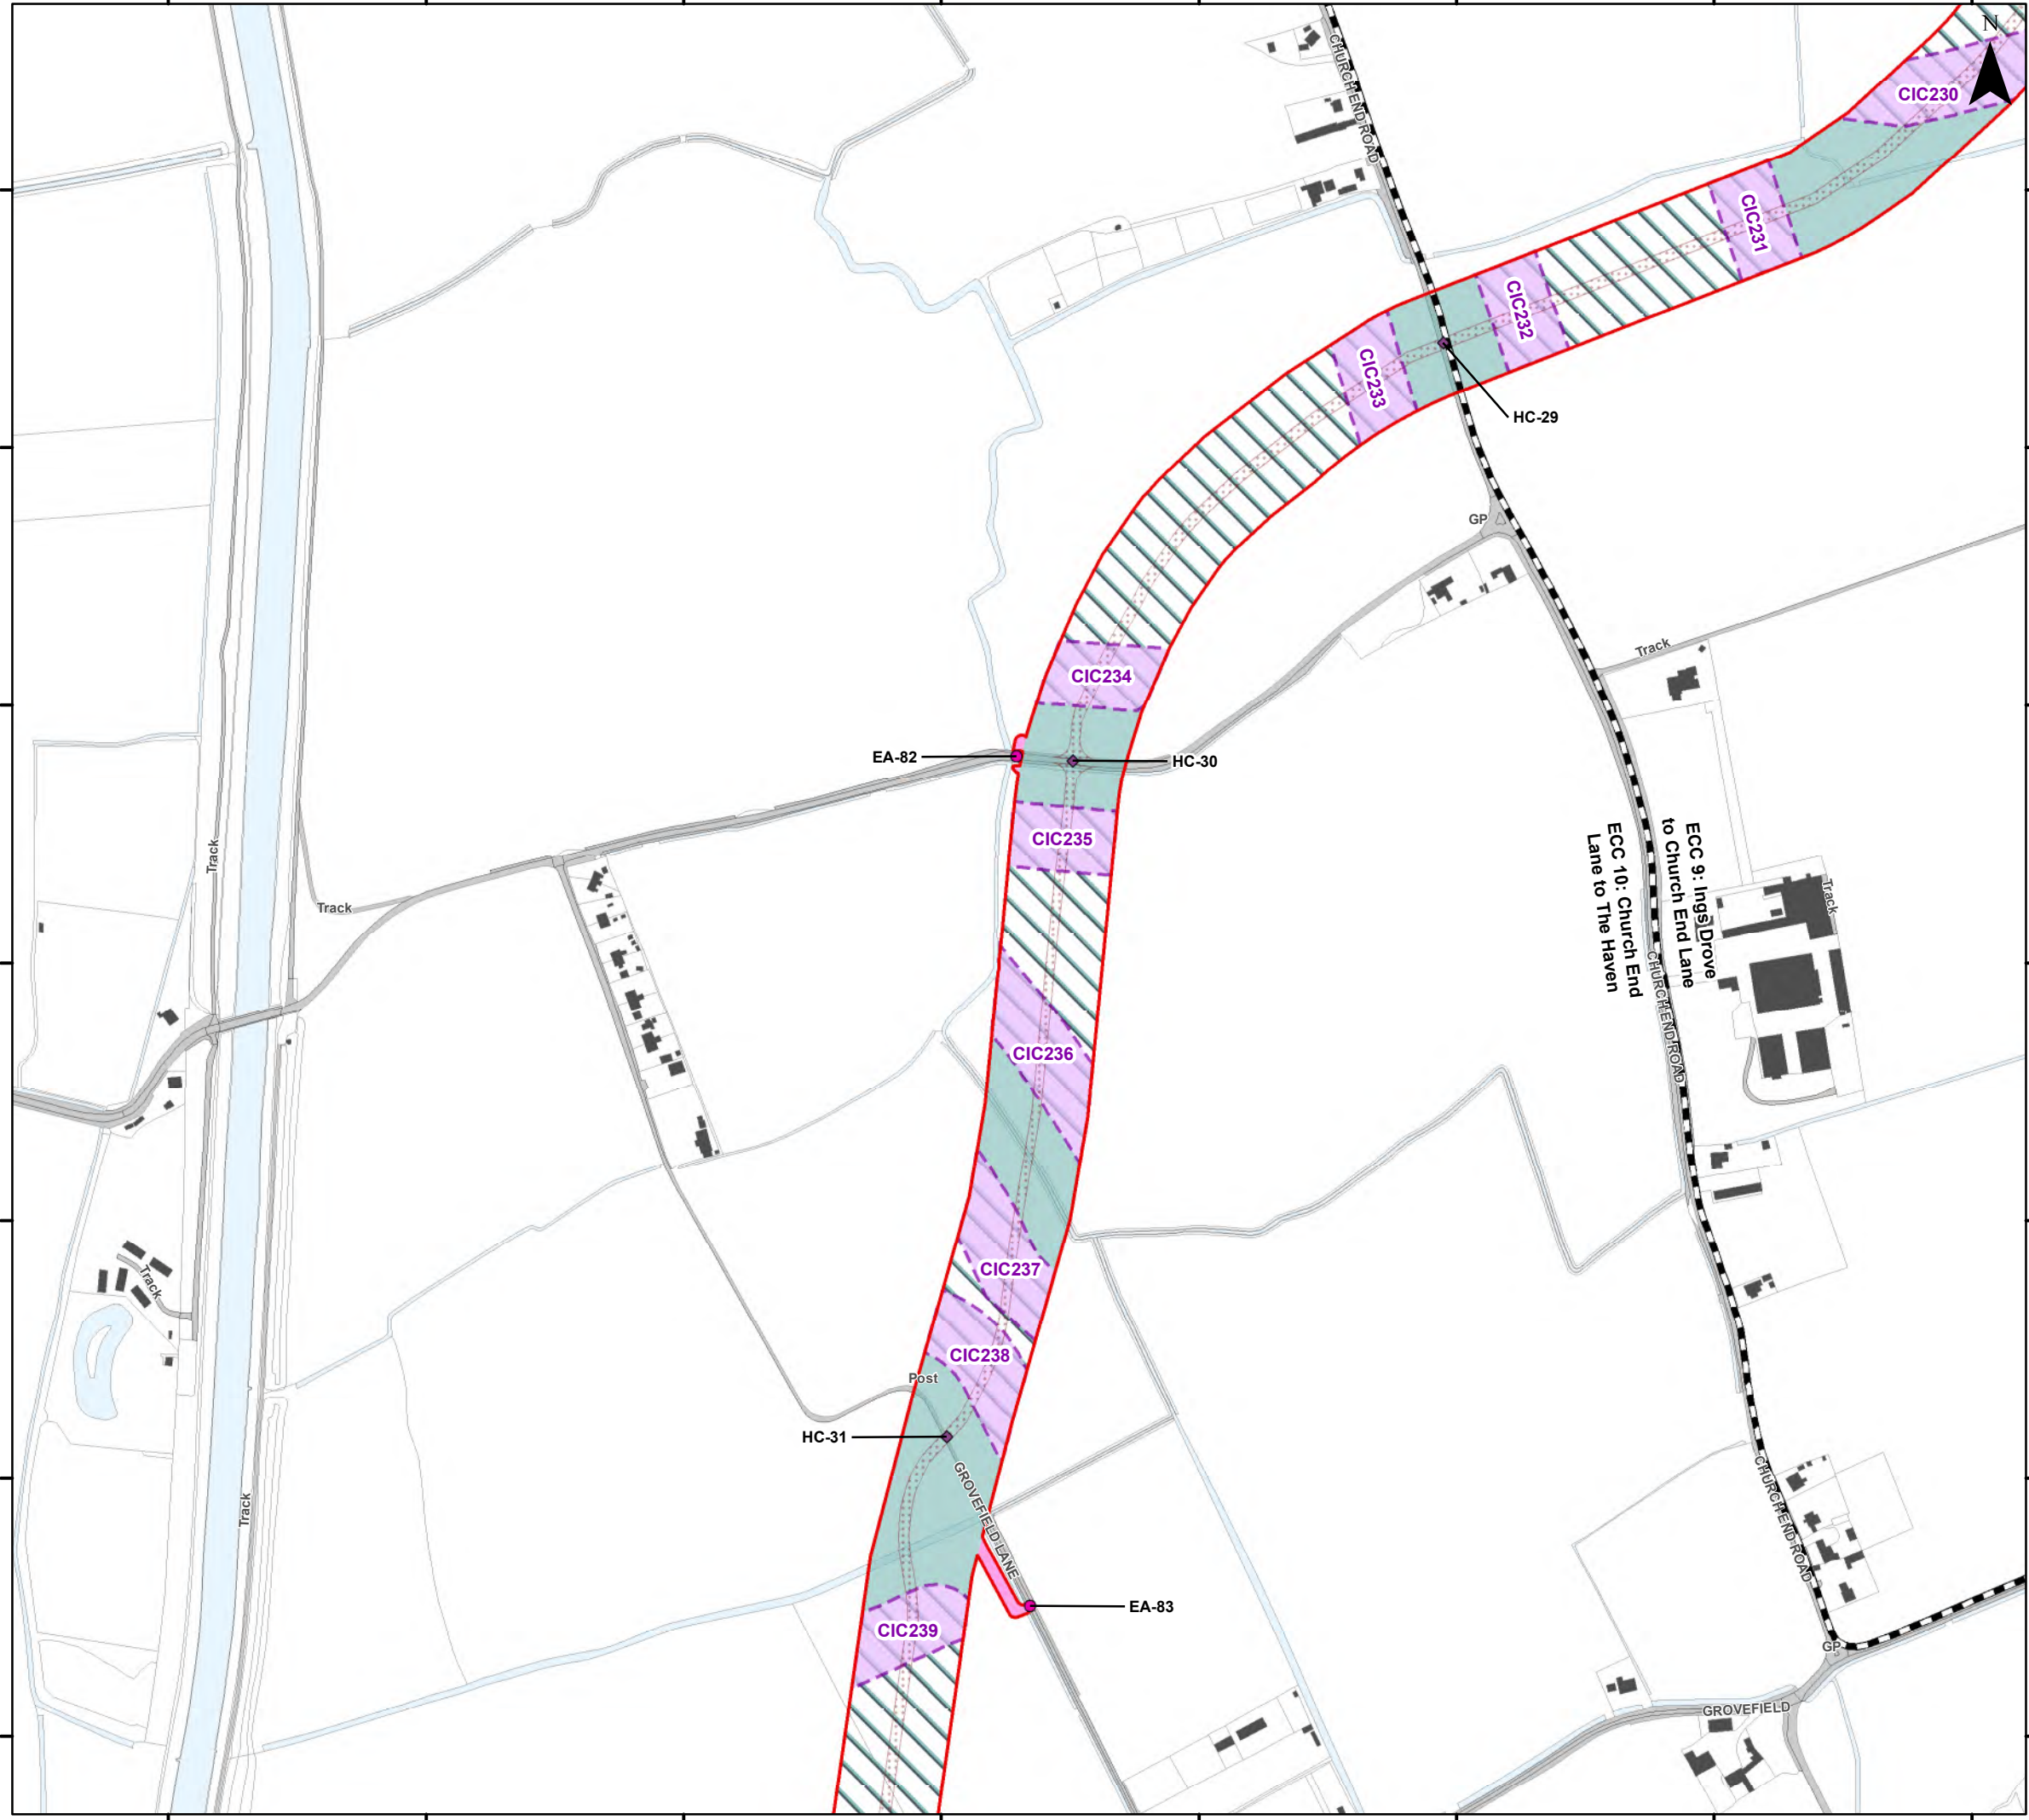 N
CHURCH END ROAD
CIC230
CIC231
CIC232
CIC233
HC-29
GP
Track
CIC234
EA-82
HC-30
CIC235
Track
Track
ECC 9: Ings Drove
to Church End Lane
ECC 10: Church End
Lane to The Haven
Track
CHURCH END ROAD
CIC236
CIC237
Track
CIC238
Post
HC-31
GROVEFIELD LANE
Track
CHURCH END ROAD
EA-83
CIC239
GP
GROVEFIELD